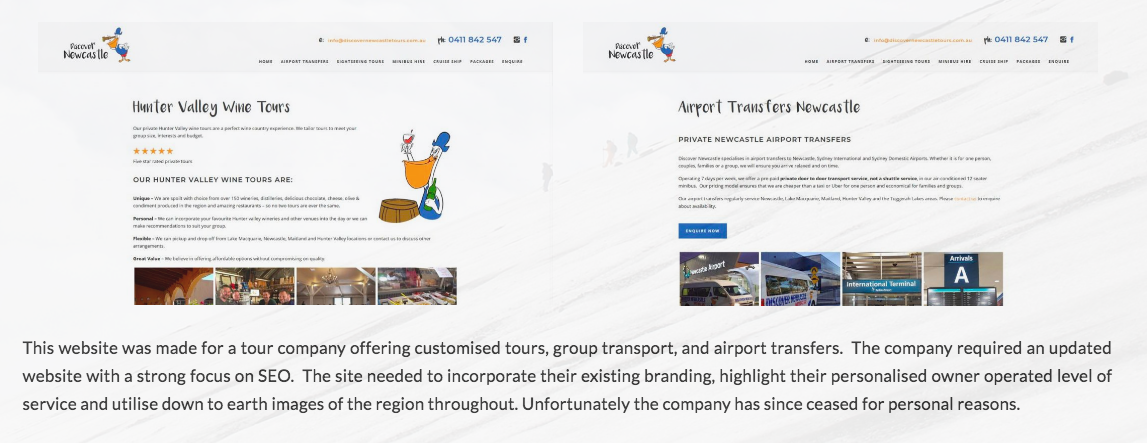 Discover
Newcastle
e: info@discovernewcastletours.com.au ph: 0411 842 547
HOME AIRPORT TRANSFERS SIGHTSEEING TOURS MINIBUS HIRE CRUISE SHIP PACKAGES ENQUIRE
Hunter Valley Wine Tours
Our private Hunter Valley wine tours are a perfect wine country experience. We tailor tours to meet your
group size, interests and budget.
Five-star rated private tours
OUR HUNTER VALLEY WINE TOURS ARE:
Unique – We are spoilt with choice from over 150 wineries, distilleries, delicious chocolate, cheese, olive &
condiment produced in the region and amazing restaurants – so no two tours are ever the same.
Personal – We can incorporate your favourite Hunter valley wineries and other venues into the day or we can
make recommendations to suit your group.
Flexible – We can pickup and drop off from Lake Macquarie, Newcastle, Maitland and Hunter Valley locations or contact us to discuss other
arrangements.
Great Value – We believe in offering affordable options without compromising on quality.
Discover
Newcastle
e: info@discovernewcastletours.com.au ph: 0411 842 547
HOME AIRPORT TRANSFERS SIGHTSEEING TOURS MINIBUS HIRE CRUISE SHIP PACKAGES ENQUIRE
Airport Transfers Newcastle
PRIVATE NEWCASTLE AIRPORT TRANSFERS
Discover Newcastle specialises in airport transfers to Newcastle, Sydney International and Sydney Domestic Airports. Whether it is for one person,
couples, families or a group, we will ensure you arrive relaxed and on time.
Operating 7 days per week, we offer a pre paid private door to door transport service, not a shuttle service, in our air conditioned 12 seater
minibus. Our pricing model ensures that we are cheaper than a taxi or Uber for one person and economical for families and groups.
Our airport transfers regularly service Newcastle, Lake Macquarie, Maitland, Hunter Valley and the Tuggerah Lakes areas. Please to enquire
about availability.
ENQUIRE NOW
Newcastle Airport
DISCOVER NEWCASTLE
International Terminal
Arrivals
A
This website was made for a tour company offering customised tours, group transport, and airport transfers. The company required an updated
website with a strong focus on SEO. The site needed to incorporate their existing branding, highlight their personalised owner operated level of
service and utilise down to earth images of the region throughout. Unfortunately the company has since ceased for personal reasons.